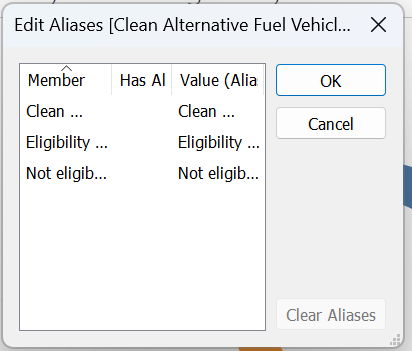 Edit Aliases [Clean Alternative Fuel Vehicl...
Member Has Al Value (Alia
Clean ... Clean ...
Eligibility ... Eligibility ...
Not eligib... Not eligib...
OK
Cancel
Clear Aliases